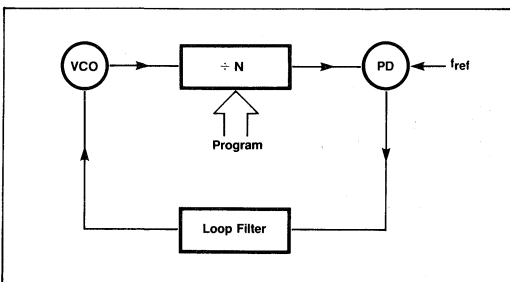 VCO
÷ N
PD
fref
Program
Loop Filter